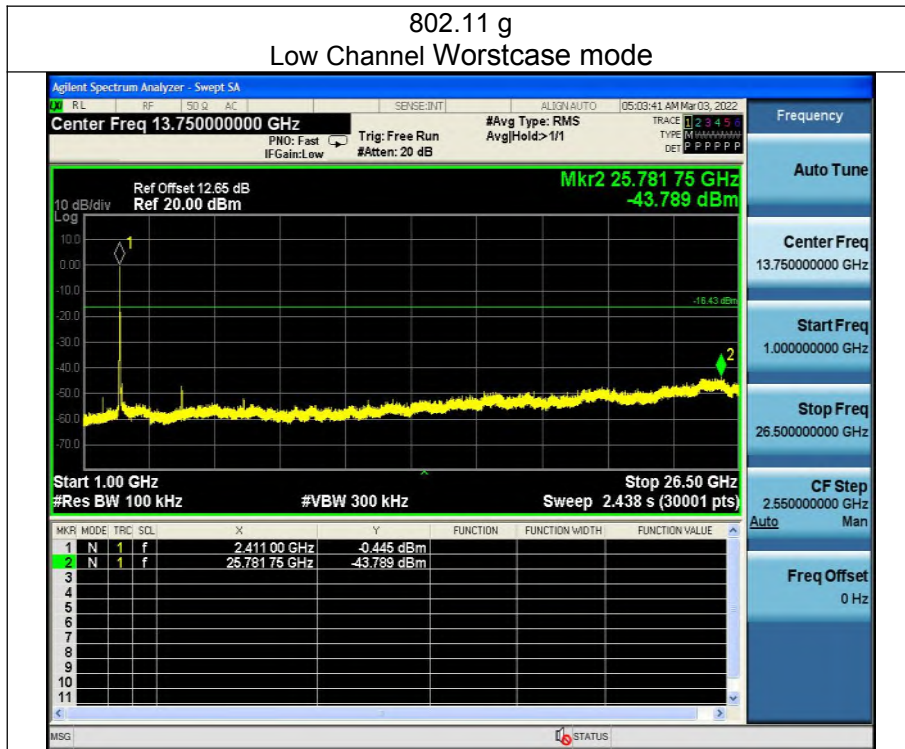 802.11 g
Low Channel Worstcase mode
Agilent Spectrum Analyzer - Swept SA
RL RF 50 Ω AC SENSE:INT ALIGNAUTO 05:03:41 AM Mar 03, 2022
Center Freq 13.750000000 GHz
PNO: Fast
IFGain:Low
Trig: Free Run
#Atten: 20 dB
#Avg Type: RMS
Avg|Hold:>1/1
TRACE 1 2 3 4 5 6
TYPE M WWWWW
DET P P P P P P
Mkr2 25.781 75 GHz
-43.789 dBm
Ref Offset 12.65 dB
Ref 20.00 dBm
10 dB/div
Log
10.0
0.00
-10.0
-20.0
-30.0
-40.0
-50.0
-60.0
-70.0
1
-16.43 dBm
2
Start 1.00 GHz Stop 26.50 GHz
#Res BW 100 kHz #VBW 300 kHz Sweep 2.438 s (30001 pts)
MKR MODE TRC SCL X Y FUNCTION FUNCTION WIDTH FUNCTION VALUE
1 N 1 f 2.411 00 GHz -0.445 dBm
2 N 1 f 25.781 75 GHz -43.789 dBm
3
4
5
6
7
8
9
10
11
MSG STATUS
Frequency
Auto Tune
Center Freq
13.750000000 GHz
Start Freq
1.000000000 GHz
Stop Freq
26.500000000 GHz
CF Step
2.550000000 GHz
Auto Man
Freq Offset
0 Hz